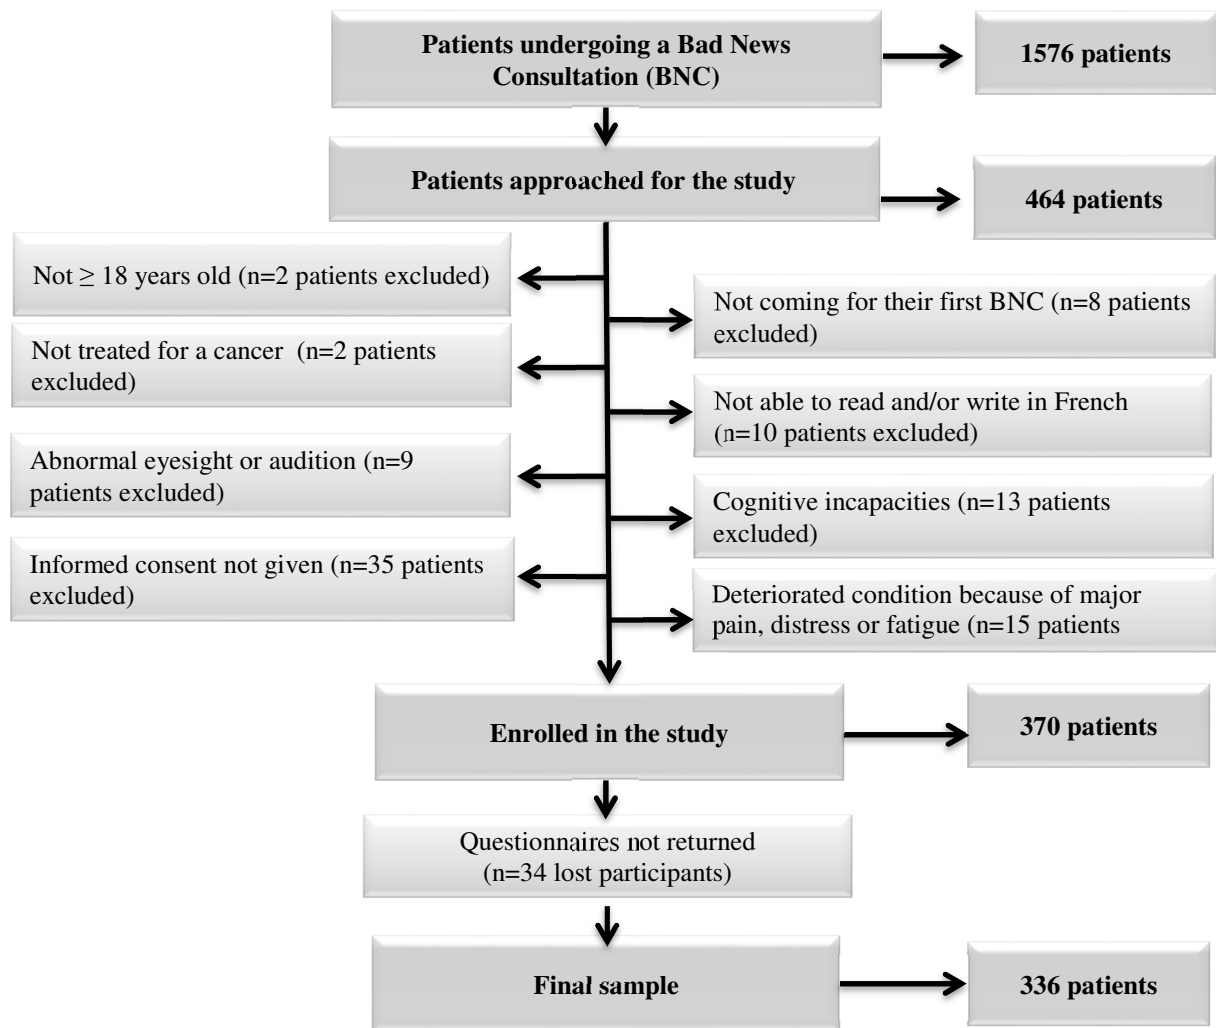 Patients undergoing a Bad News
Consultation (BNC)
1576 patients
Patients approached for the study
464 patients
Not ≥ 18 years old (n=2 patients excluded)
Not coming for their first BNC (n=8 patients
excluded)
Not treated for a cancer (n=2 patients
excluded)
Not able to read and/or write in French
(n=10 patients excluded)
Abnormal eyesight or audition (n=9
patients excluded)
Cognitive incapacities (n=13 patients
excluded)
Informed consent not given (n=35 patients
excluded)
Deteriorated condition because of major
pain, distress or fatigue (n=15 patients
Enrolled in the study
370 patients
Questionnaires not returned
(n=34 lost participants)
Final sample
336 patients